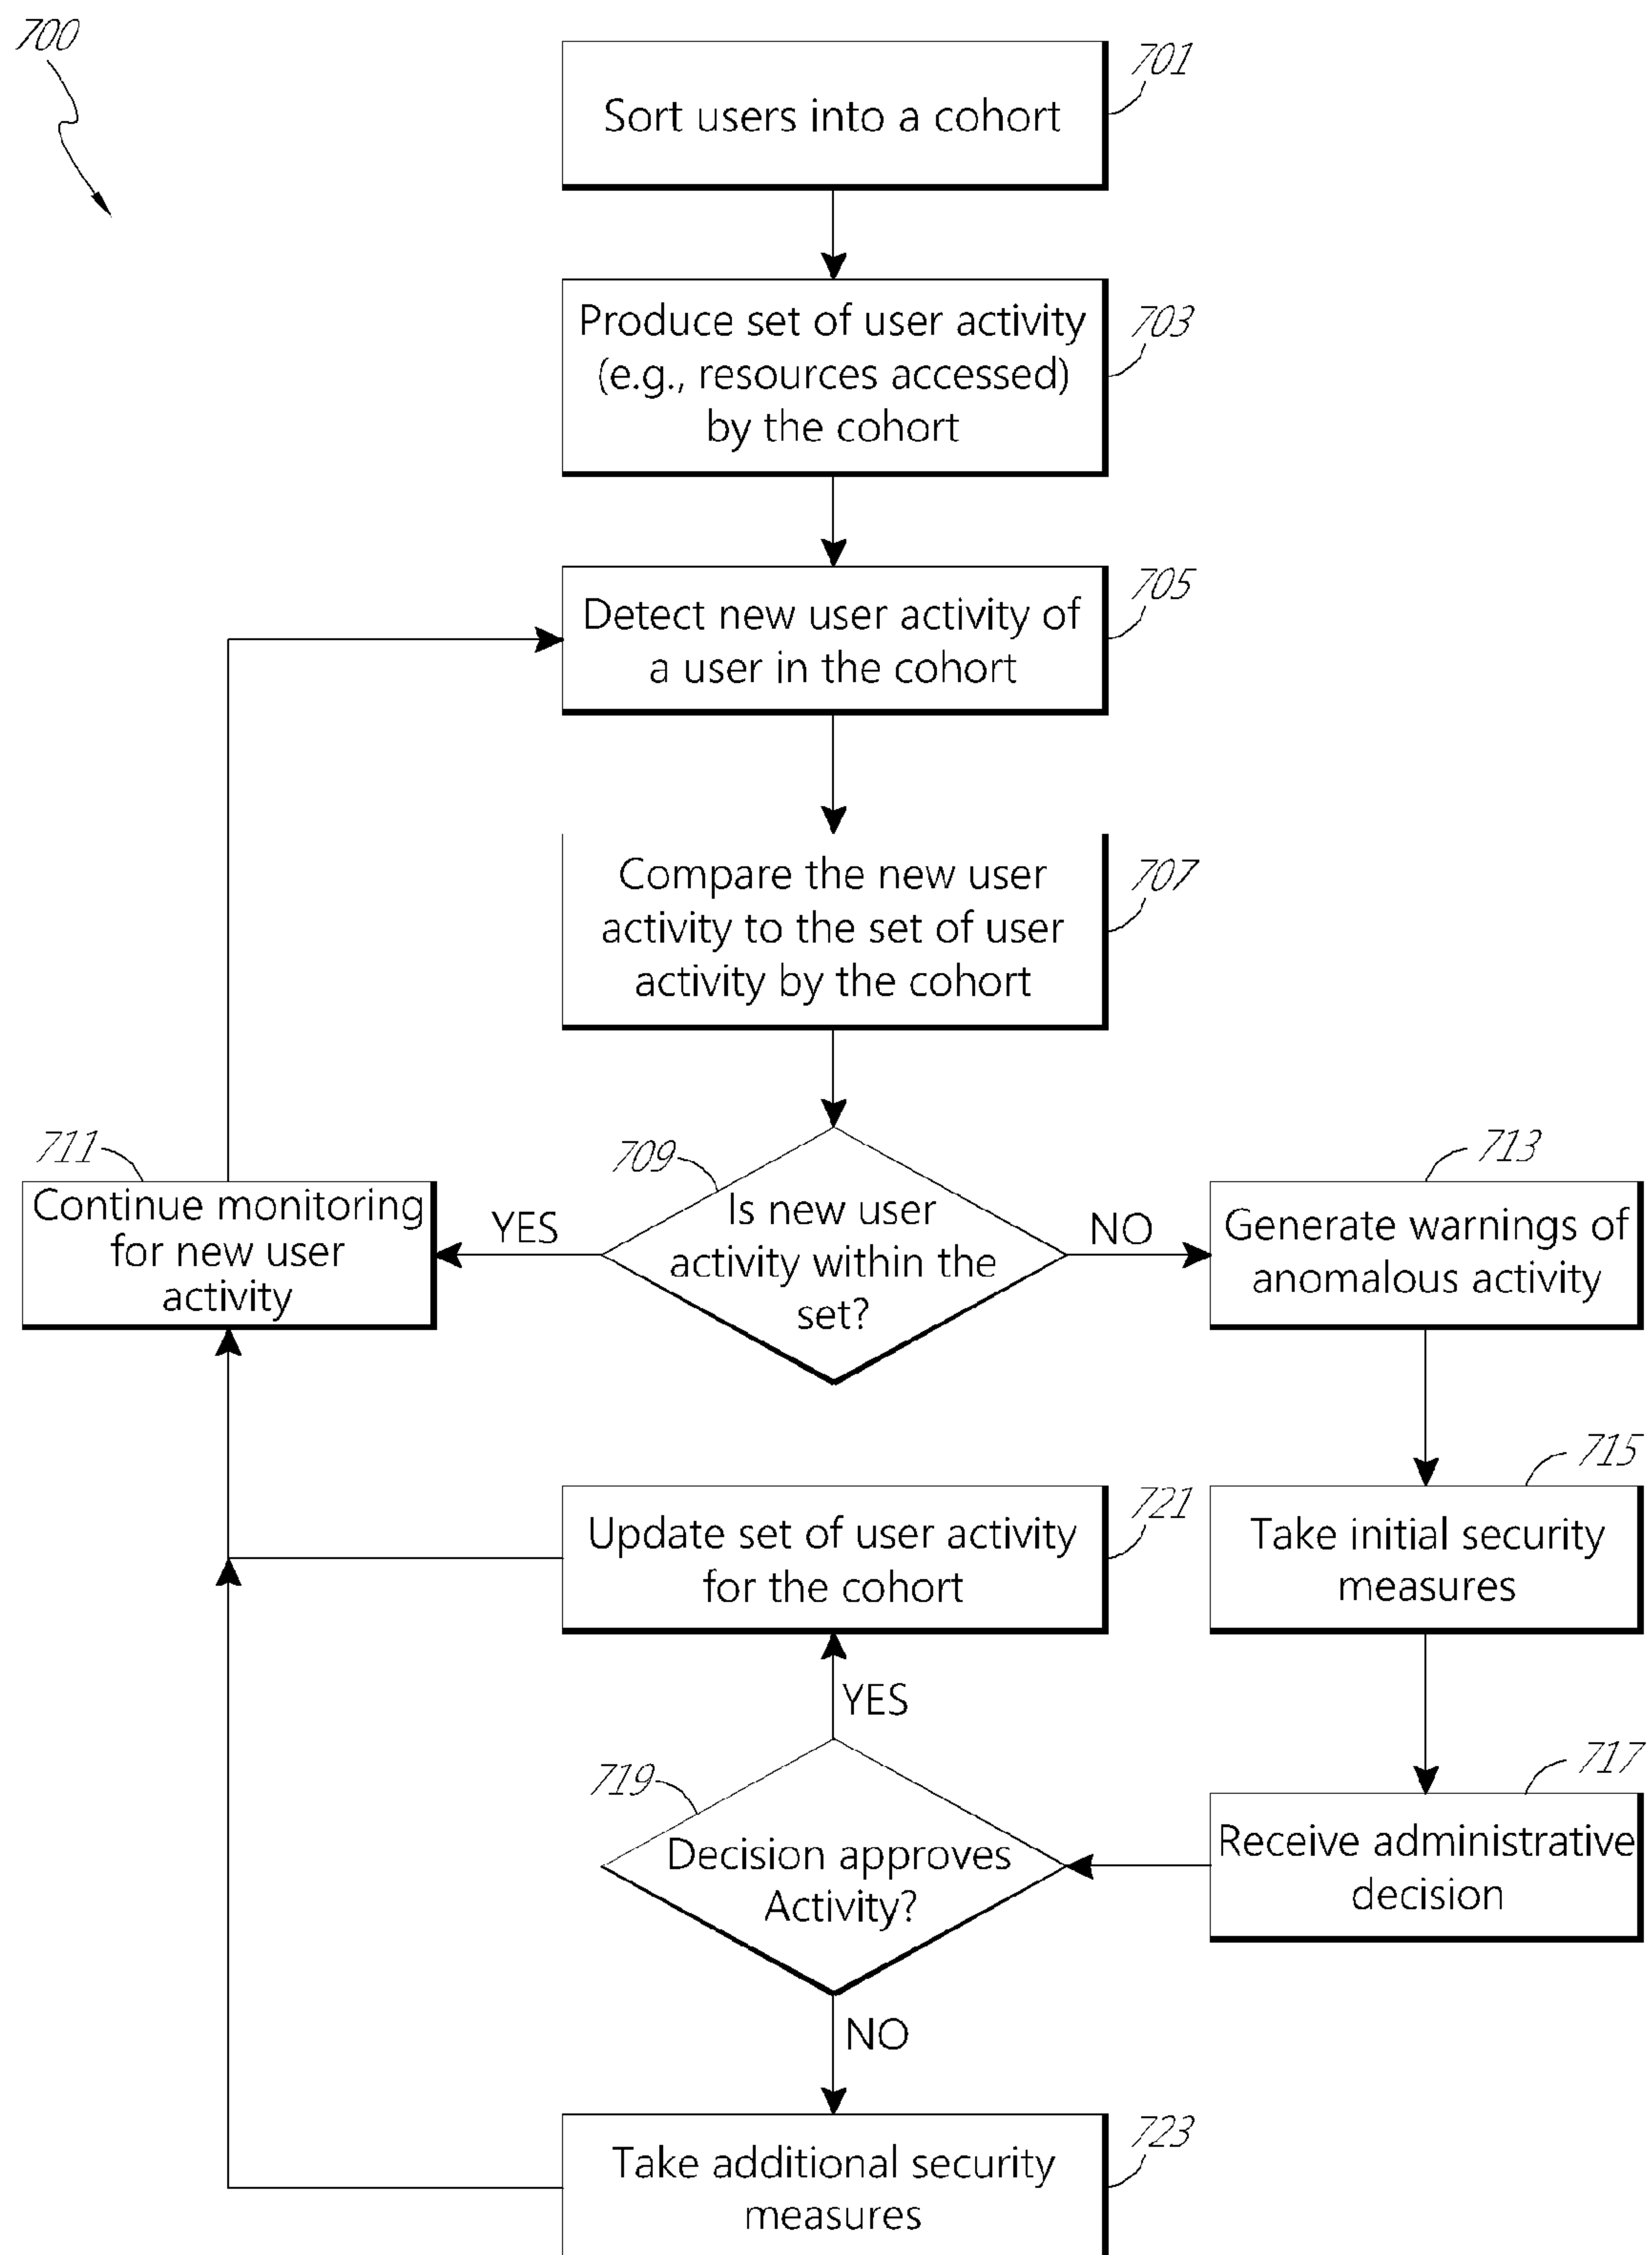 700
701
Sort users into a cohort
703
Produce set of user activity
(e.g., resources accessed)
by the cohort
705
Detect new user activity of
a user in the cohort
707
Compare the new user
activity to the set of user
activity by the cohort
709
Is new user
activity within the
set?
YES
NO
711
Continue monitoring
for new user
activity
713
Generate warnings of
anomalous activity
715
Take initial security
measures
717
Receive administrative
decision
719
Decision approves
Activity?
YES
NO
721
Update set of user activity
for the cohort
723
Take additional security
measures